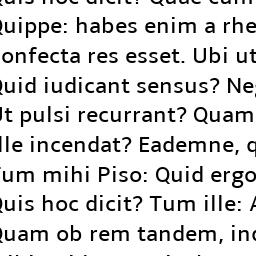 Quis hoc dicit? Quae cum
Quippe: habes enim a rhe
confecta res esset. Ubi ut
Quid iudicant sensus? Ne
Ut pulsi recurrant? Quam
Ille incendat? Eademne, q
Tum mihi Piso: Quid ergo
Quis hoc dicit? Tum ille: A
Quam ob rem tandem, in